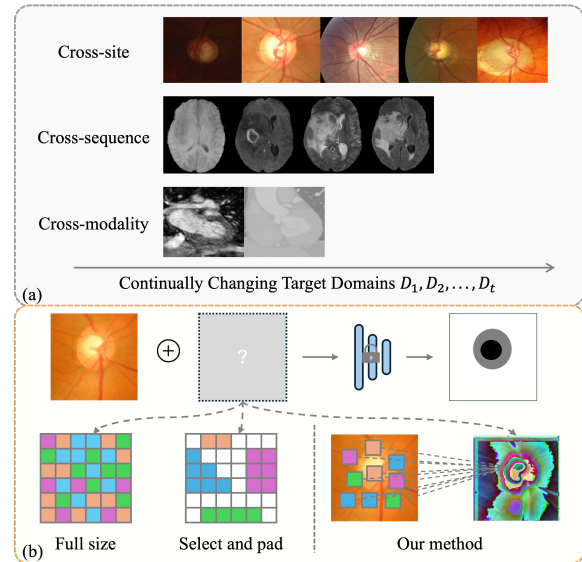 Cross-site
Cross-sequence
Cross-modality
Continually Changing Target Domains D₁, D₂, . . . , Dₜ
(a)
?
Full size
Select and pad
Our method
(b)